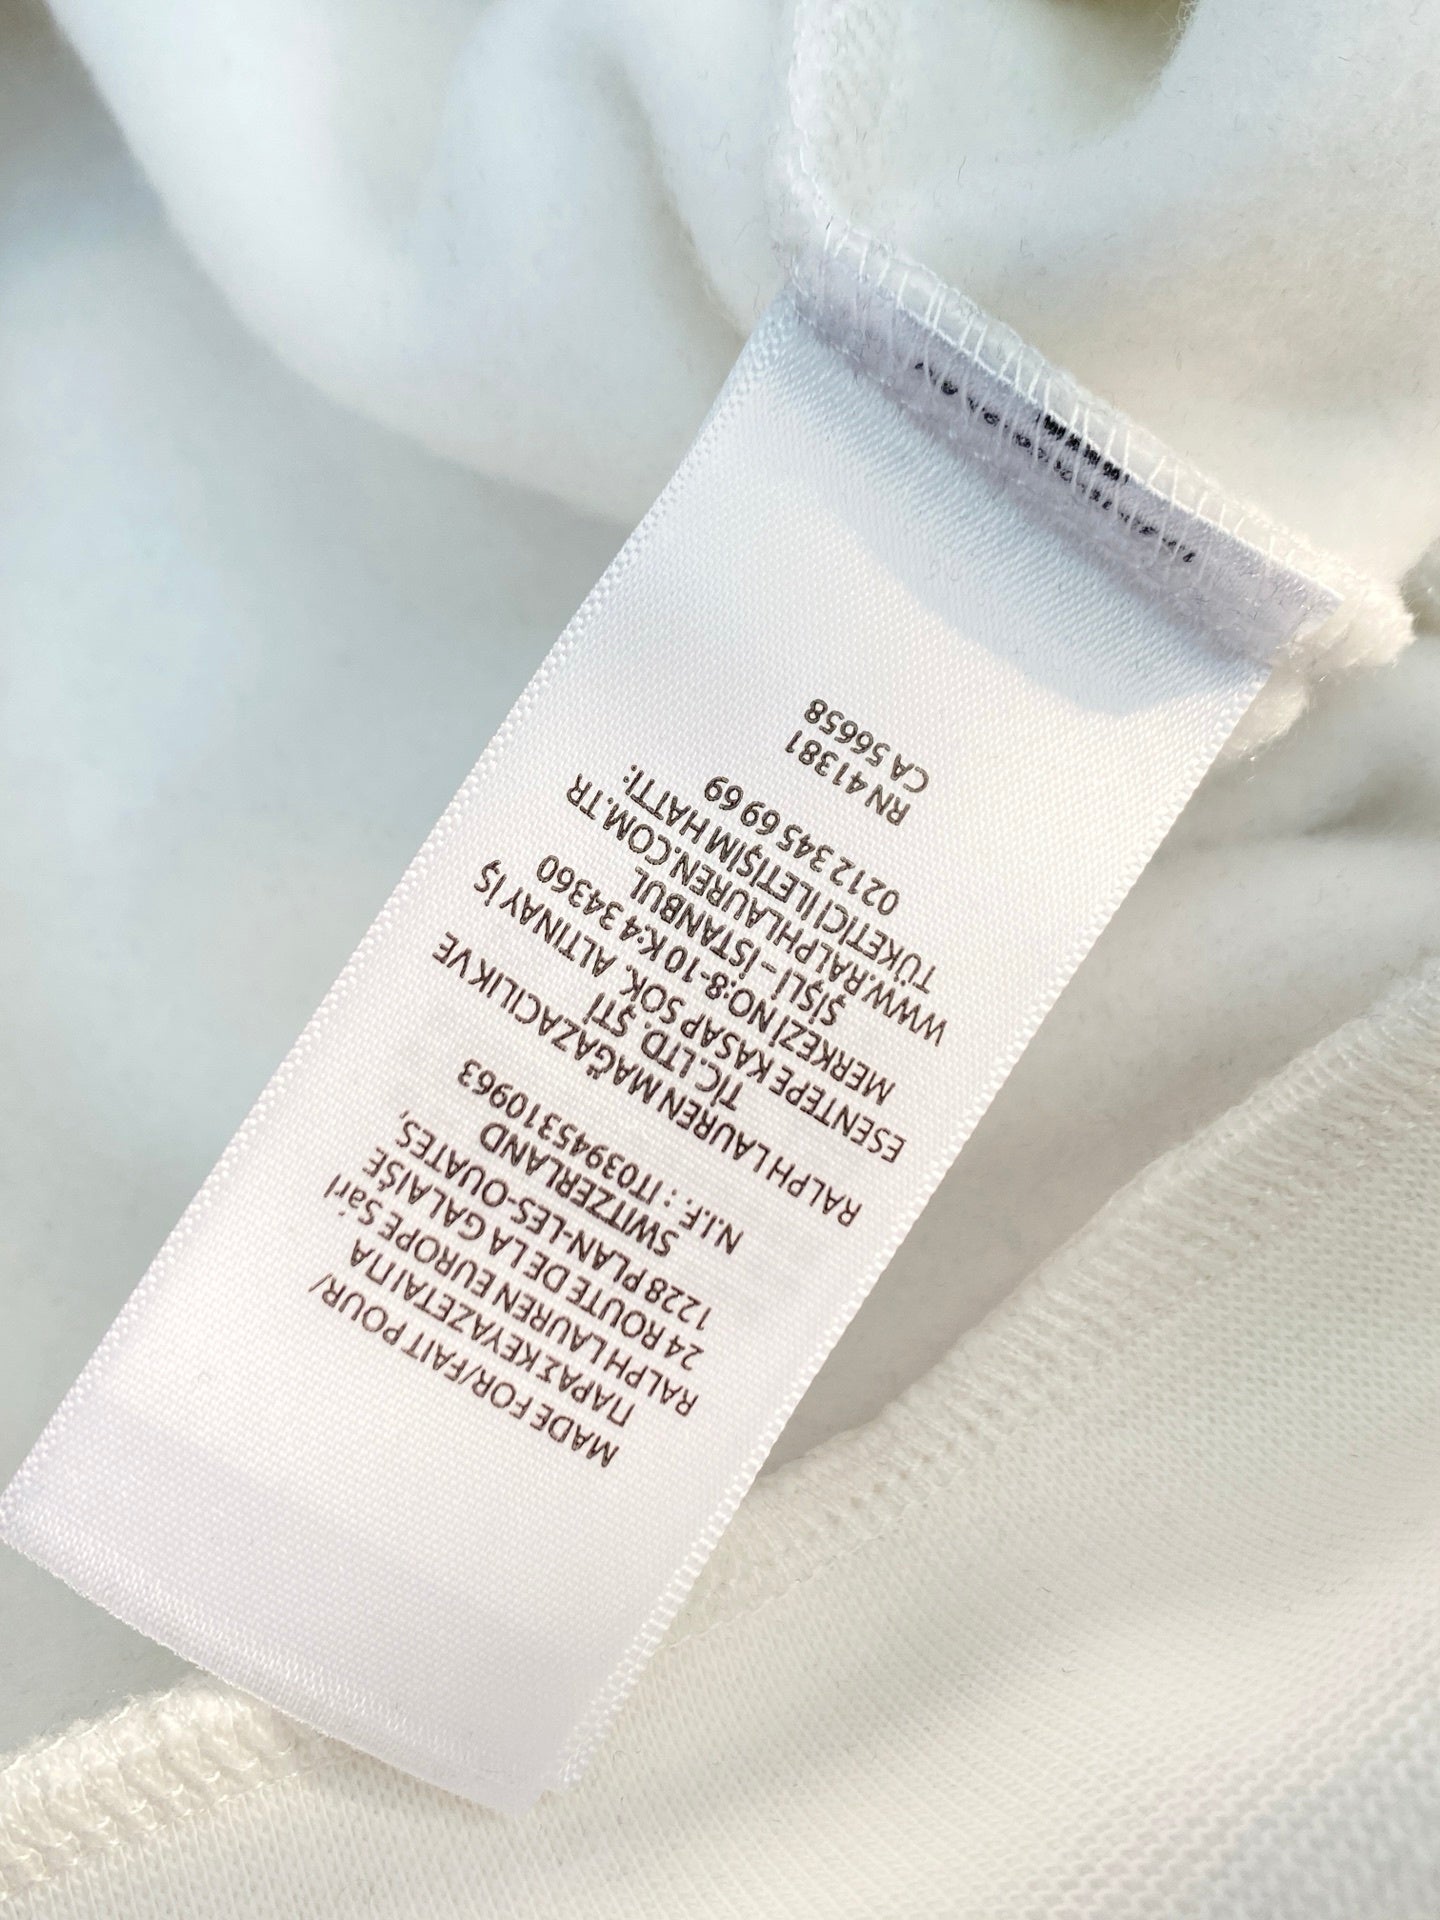 MADE FOR/FAIT POUR/
ΠΑΡΑΣΚΕΥΑΖΕΤΑΙ ΓΙΑ
RALPH LAUREN EUROPE Sàrl
24 ROUTE DE LA GALAISE
1228 PLAN-LES-OUATES,
SWITZERLAND
N.I.F. : IT03945310963
RALPH LAUREN MAĞAZACILIK VE
TİC.LTD. ŞTİ
ESENTEPE KASAP SOK. ALTINAY İŞ
MERKEZİ NO:8-10 K:4 34360
ŞİŞLİ – İSTANBUL
WWW.RALPHLAUREN.COM.TR
TÜKETİCİ İLETİŞİM HATTI:
0212 345 69 69
RN 41381
CA 56658